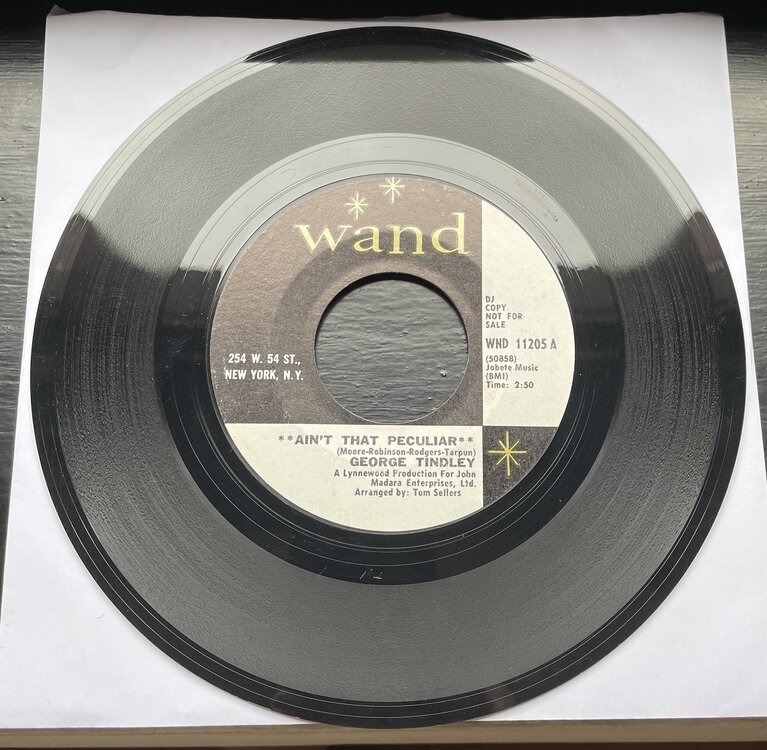 wand
254 W. 54 ST.,
NEW YORK, N.Y.
DJ
COPY
NOT FOR
SALE
WND 11205 A
(50858)
Jobete Music
(BMI)
Time: 2:50
**AIN'T THAT PECULIAR**
(Moore-Robinson-Rodgers-Tarpun)
GEORGE TINDLEY
A Lynnewood Production For John
Madara Enterprises, Ltd.
Arranged by: Tom Sellers